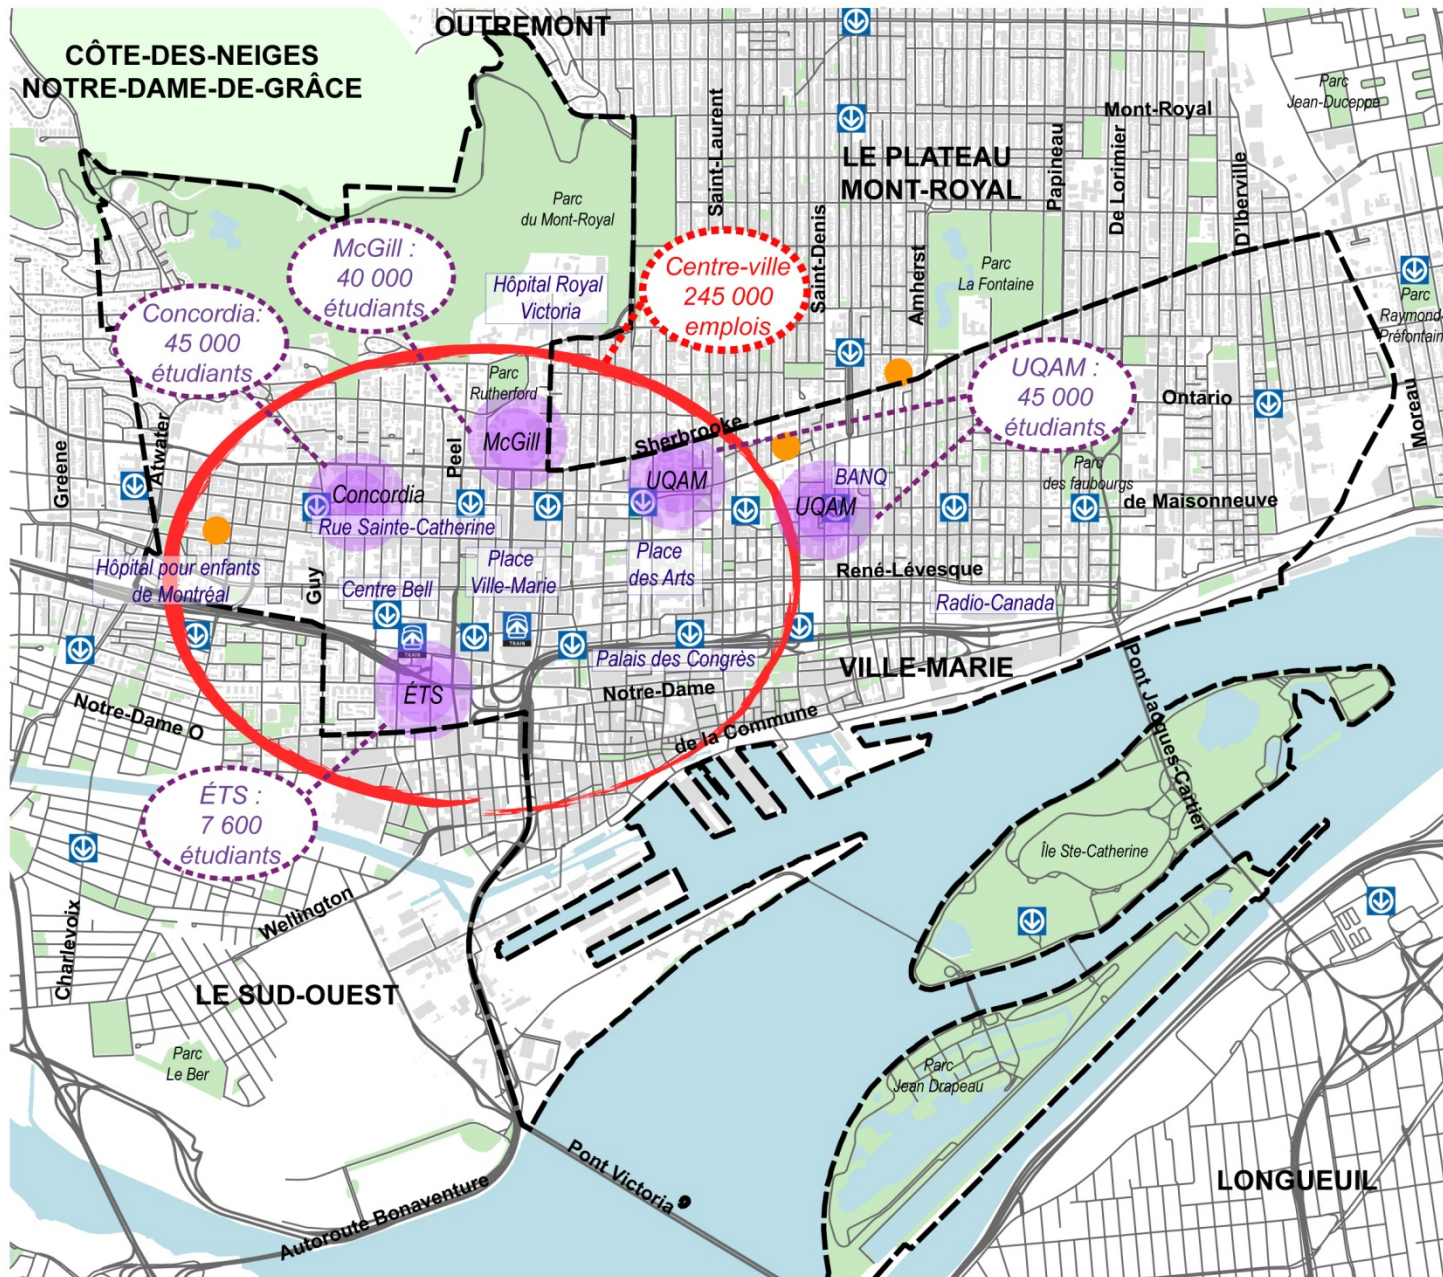 OUTREMONT
CÔTE-DES-NEIGES
NOTRE-DAME-DE-GRÂCE
Parc
Jean-Duceppe
Mont-Royal
LE PLATEAU
MONT-ROYAL
Saint-Laurent
Papineau
De Lorimier
D'Iberville
Parc
du Mont-Royal
McGill :
40 000
étudiants
Centre-ville
245 000
emplois
Saint-Denis
Amherst
Parc
La Fontaine
Hôpital Royal
Victoria
Concordia:
45 000
étudiants
Parc
Raymond-
Préfontain
UQAM :
45 000
étudiants
Parc
Rutherford
Ontario
Moreau
Greene
Atwater
Peel
McGill
Sherbrooke
Concordia
UQAM
BANQ
UQAM
Parc
des faubourgs
de Maisonneuve
Rue Sainte-Catherine
Place
Ville-Marie
Place
des Arts
René-Lévesque
Hôpital pour enfants
de Montréal
Guy
Centre Bell
Radio-Canada
TRAIN
TRAIN
Palais des Congrès
VILLE-MARIE
ÉTS
Notre-Dame
Notre-Dame O
de la Commune
Pont Jacques-Cartier
ÉTS :
7 600
étudiants
Île Ste-Catherine
Charlevoix
Wellington
LE SUD-OUEST
Parc
Le Ber
Parc
Jean Drapeau
Pont Victoria
Autoroute Bonaventure
LONGUEUIL